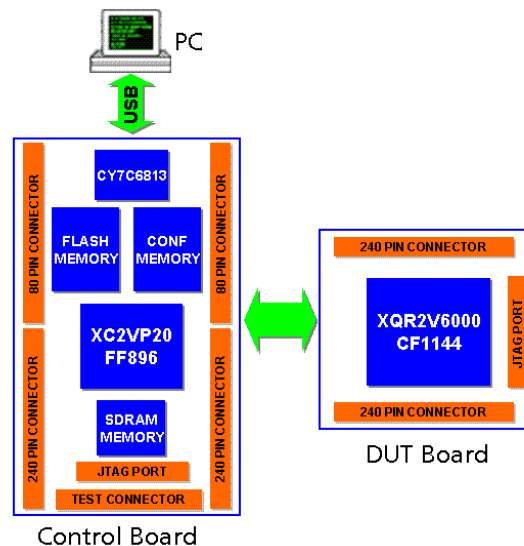 PC
USB
CY7C6813
80 PIN CONNECTOR
80 PIN CONNECTOR
FLASH
MEMORY
CONF
MEMORY
XC2VP20
FF896
240 PIN CONNECTOR
240 PIN CONNECTOR
SDRAM
MEMORY
JTAG PORT
TEST CONNECTOR
Control Board
240 PIN CONNECTOR
XQR2V6000
CF1144
JTAG PORT
240 PIN CONNECTOR
DUT Board